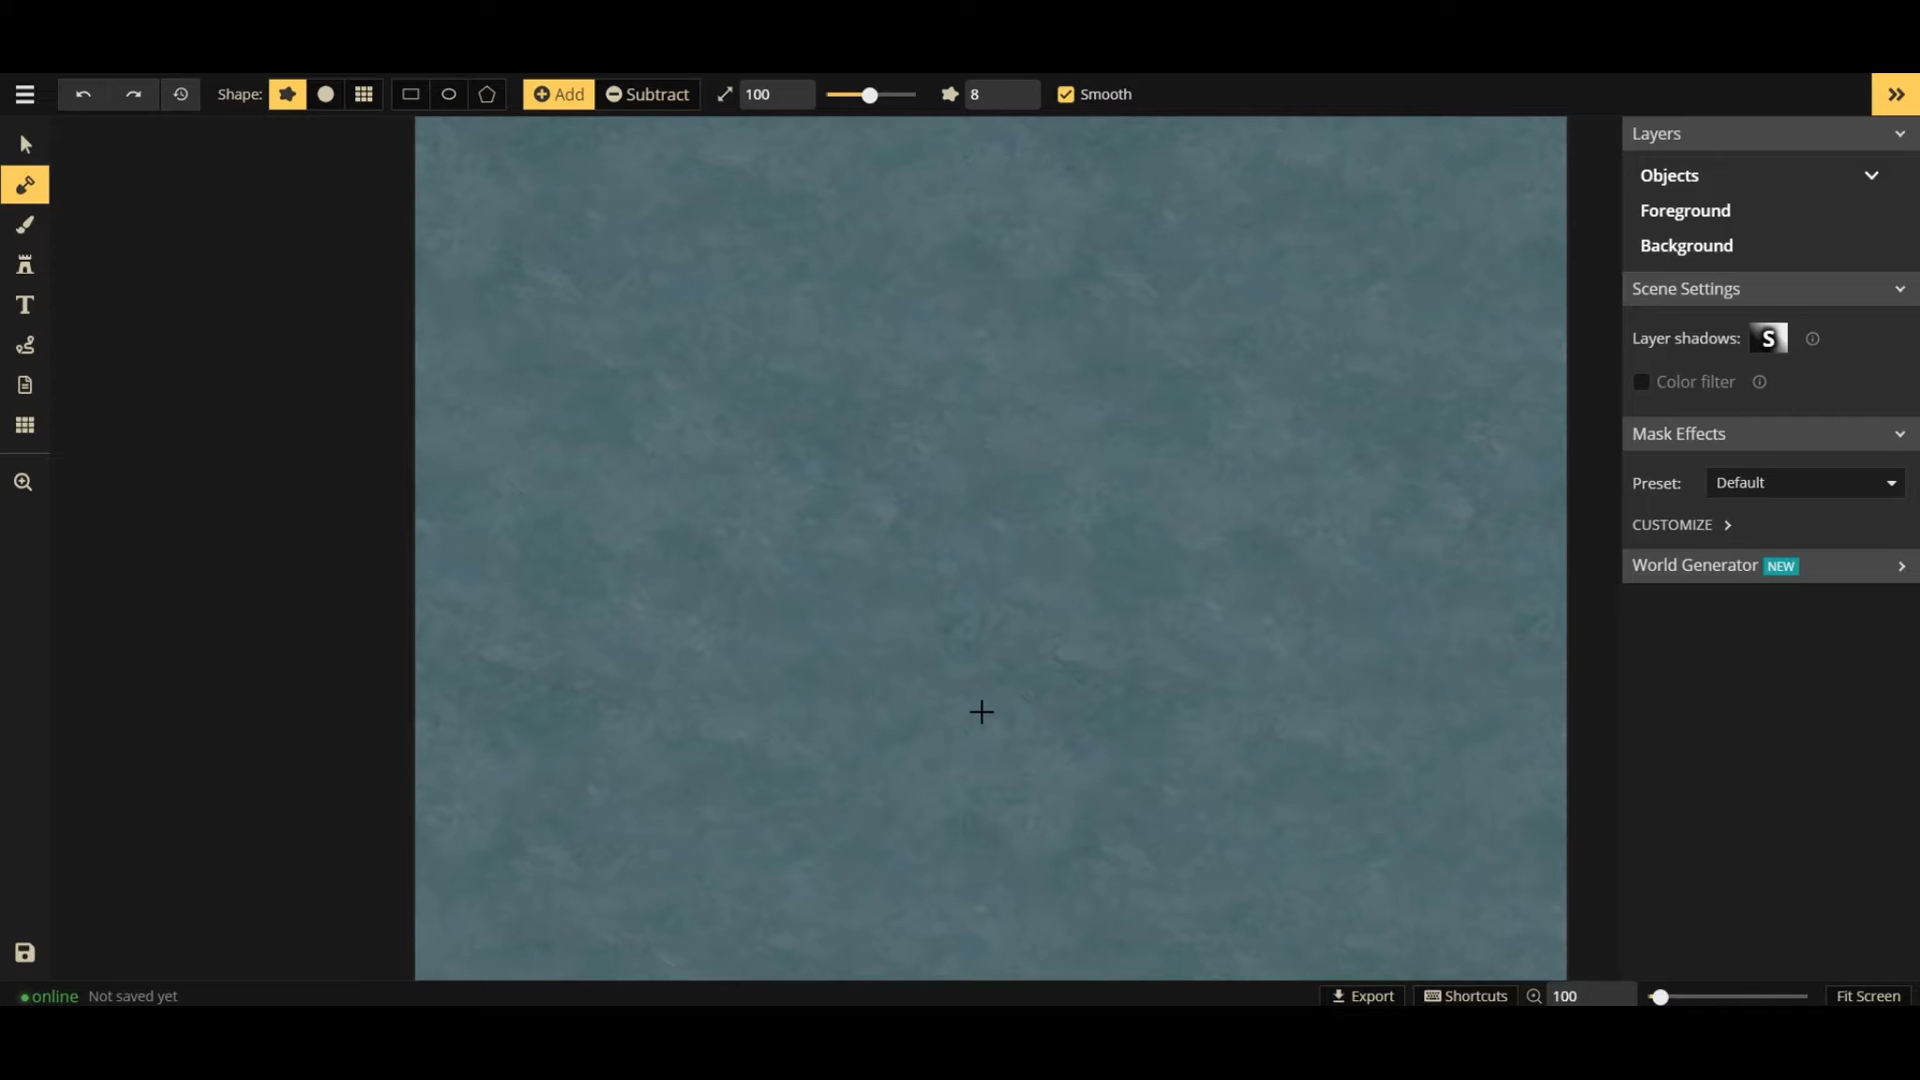 Shape:
Add
Subtract
100
8
Smooth
Layers
Objects
Foreground
Background
Scene Settings
Layer shadows: S
Color filter
Mask Effects
Preset: Default
CUSTOMIZE
World Generator NEW
online Not saved yet
Export
Shortcuts
100
Fit Screen